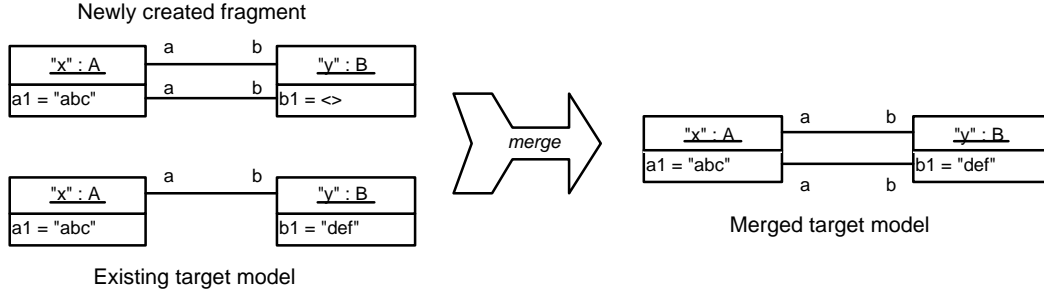 Newly created fragment
a b
"x" : A "y" : B
a b
a1 = "abc" b1 = <>
merge
a b
"x" : A "y" : B
a1 = "abc" b1 = "def"
a b
Merged target model
a b
"x" : A "y" : B
a1 = "abc" b1 = "def"
Existing target model